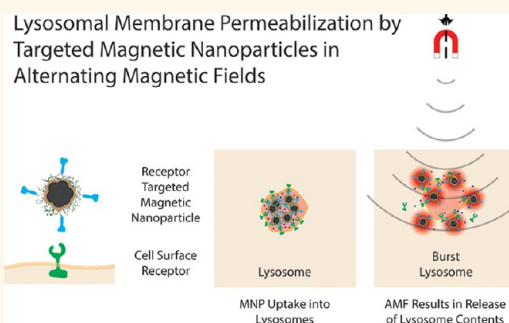 Lysosomal Membrane Permeabilization by
Targeted Magnetic Nanoparticles in
Alternating Magnetic Fields
Receptor
Targeted
Magnetic
Nanoparticle
Cell Surface
Receptor
Lysosome
Burst
Lysosome
MNP Uptake into
Lysosomes
AMF Results in Release
of Lysosome Contents